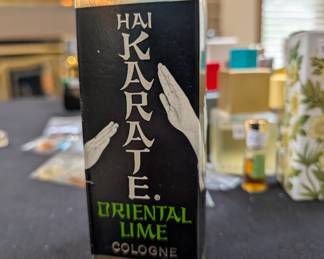 HAI
KARATE.
ORIENTAL
LIME
COLOGNE